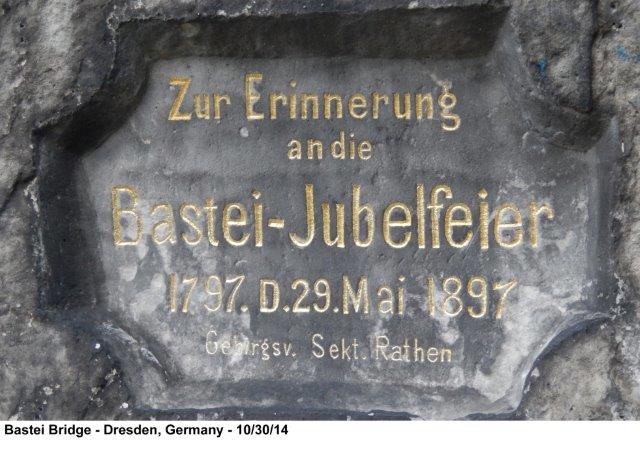 Zur Erinnerung
an die
Bastei-Jubelfeier
1797. D. 29. Mai 1897
Gebirgsv. Sekt. Rathen
Bastei Bridge - Dresden, Germany - 10/30/14